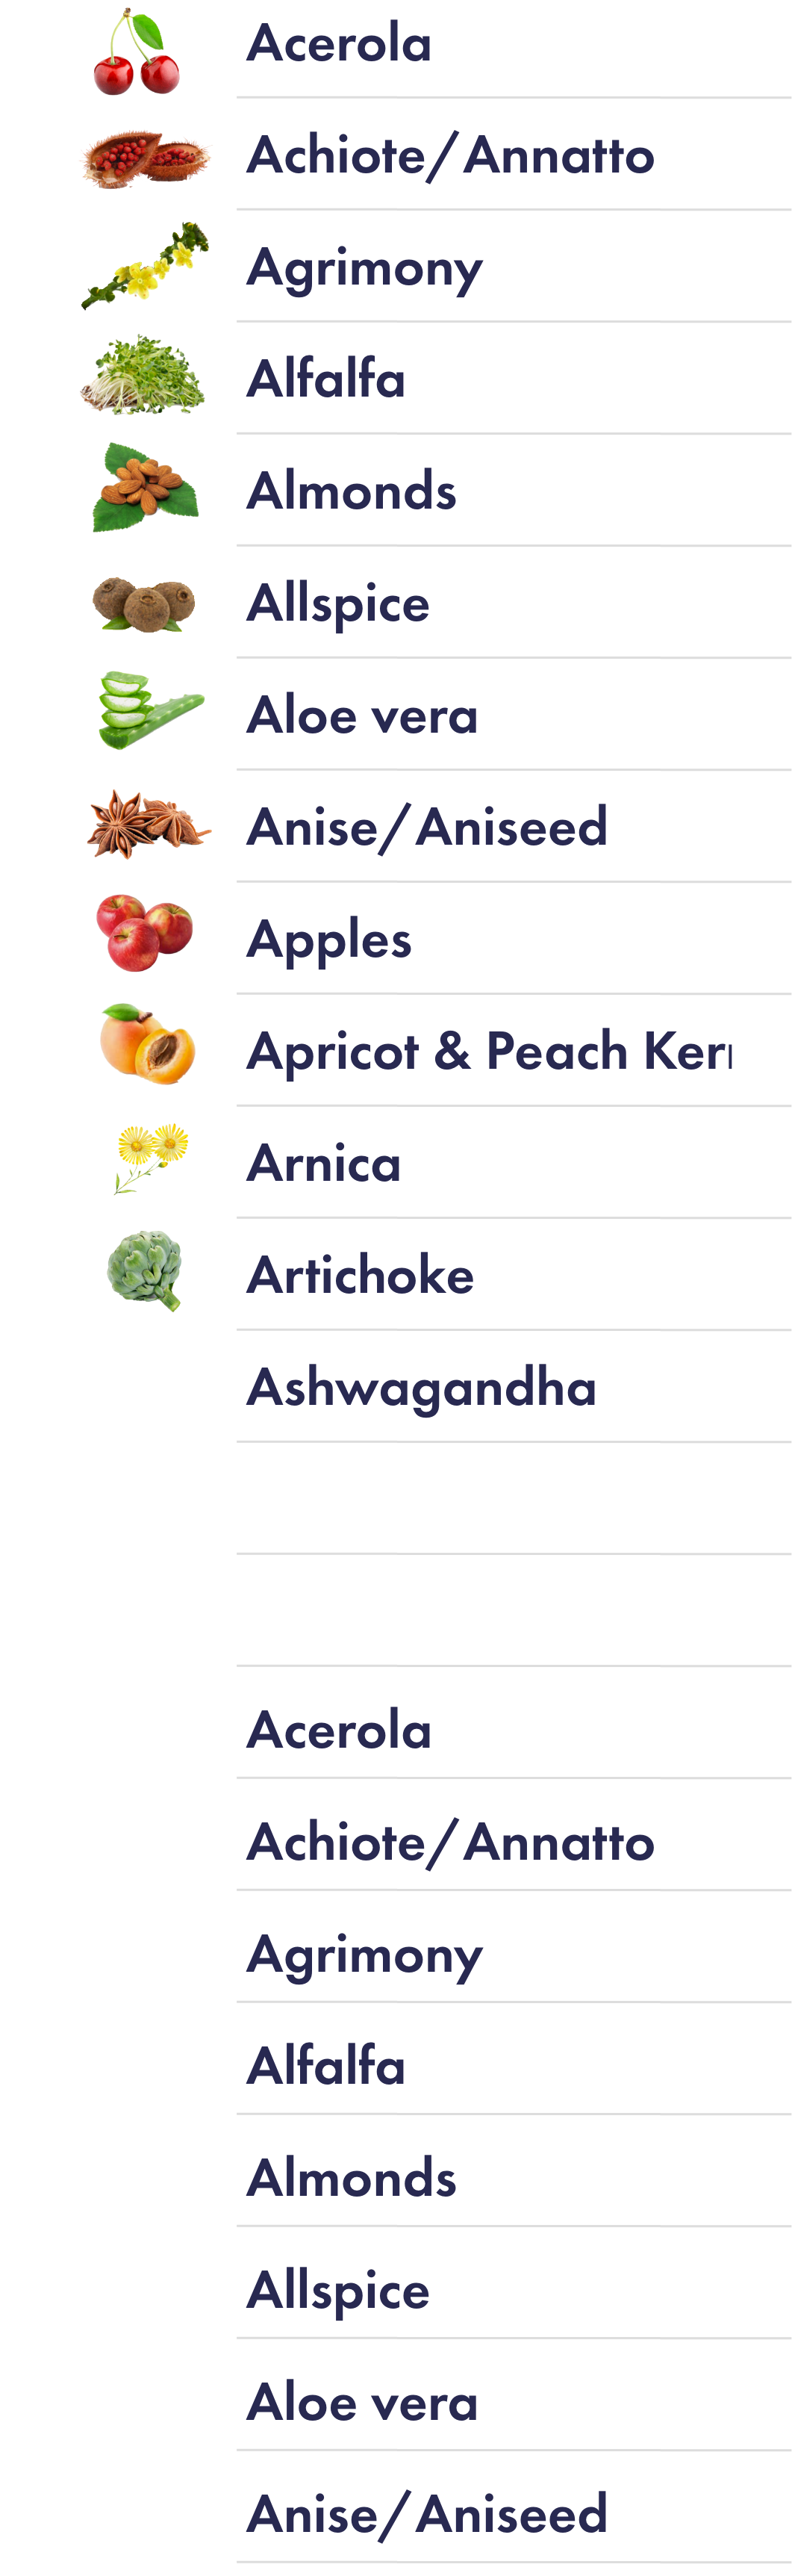 Acerola
Achiote/Annatto
Agrimony
Alfalfa
Almonds
Allspice
Aloe vera
Anise/Aniseed
Apples
Apricot & Peach
Arnica
Artichoke
Ashwagandha
Acerola
Achiote/Annatto
Agrimony
Alfalfa
Almonds
Allspice
Aloe vera
Anise/Aniseed